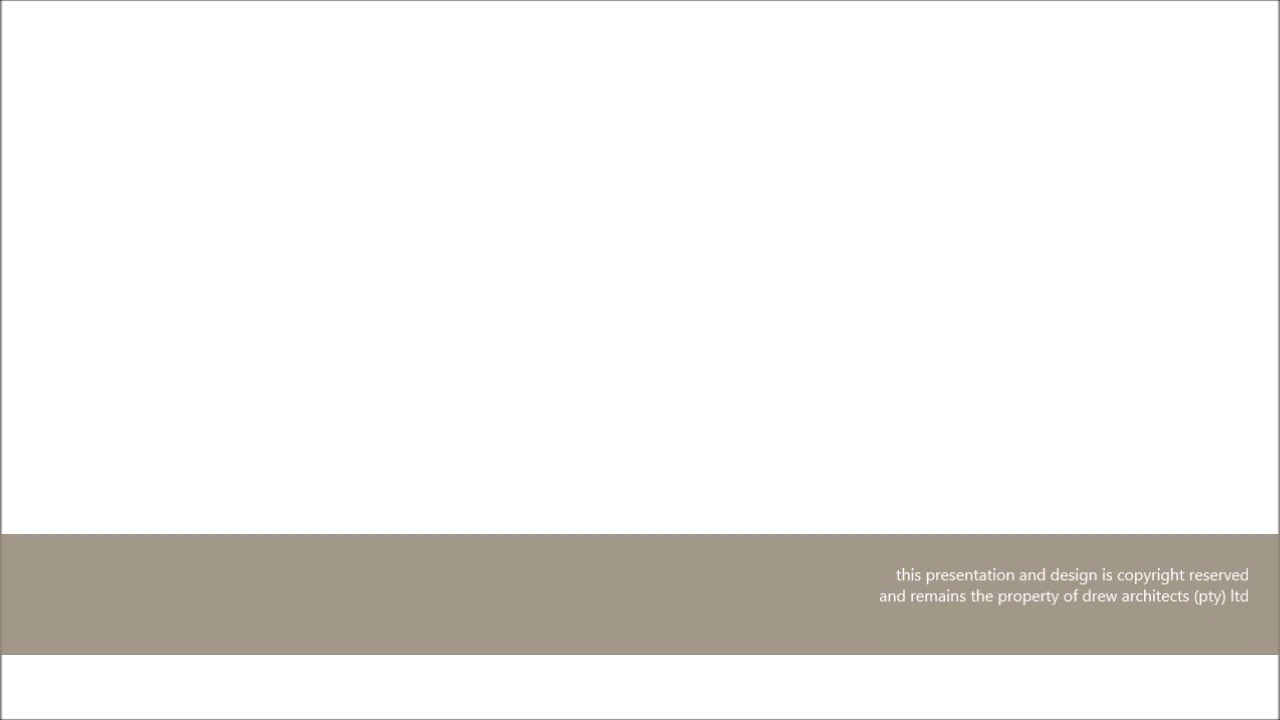 this presentation and design is copyright reserved
and remains the property of drew architects (pty) ltd